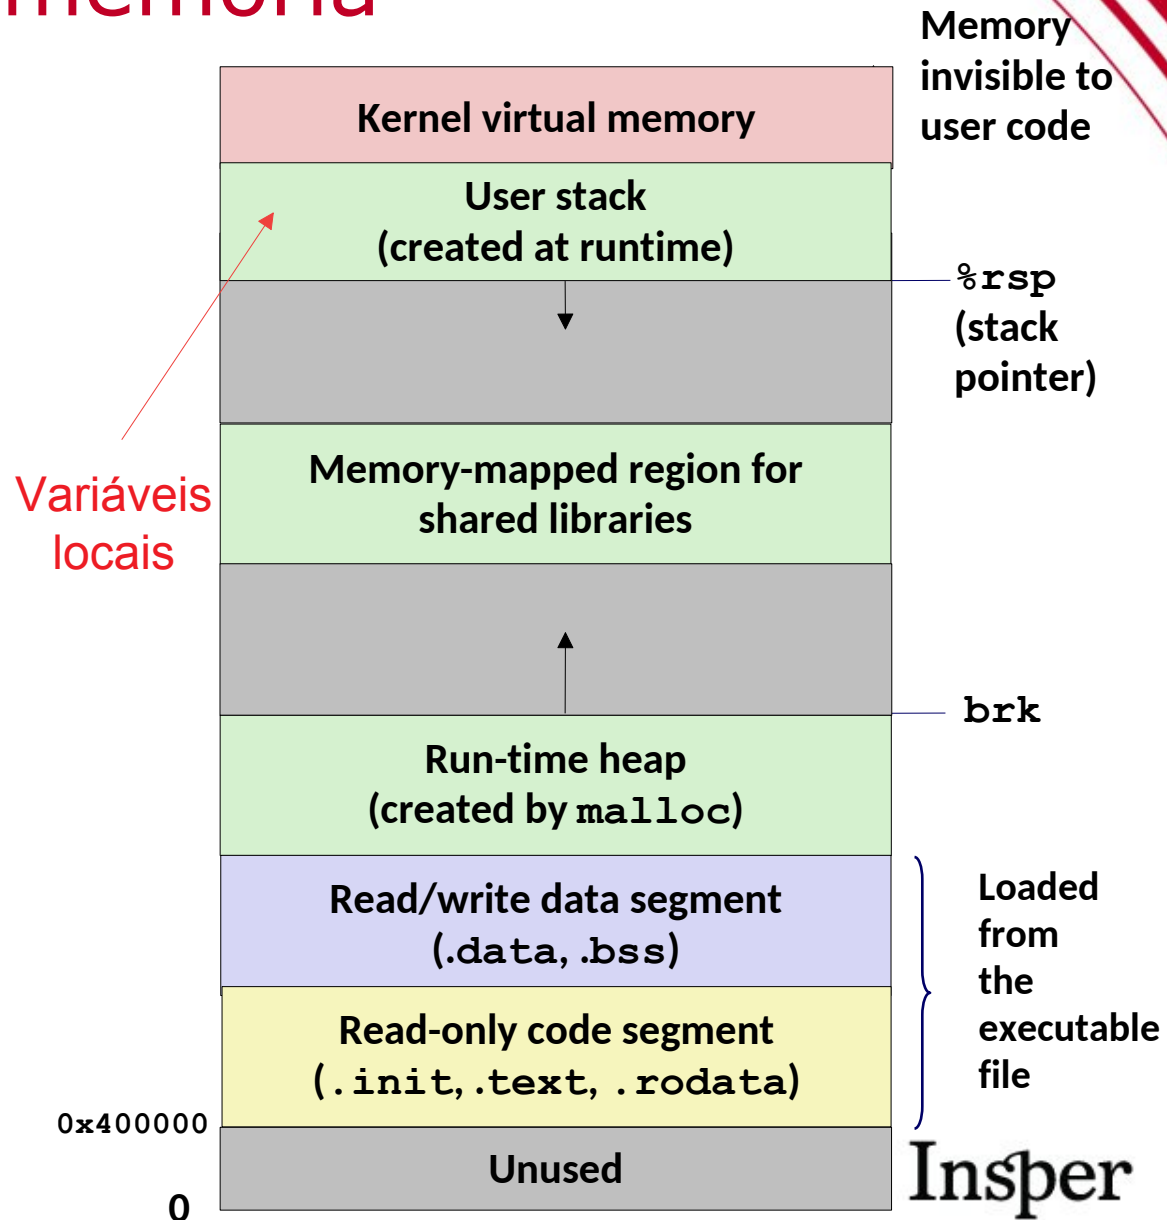 memória
Memory
invisible to
user code
Kernel virtual memory
User stack
(created at runtime)
%rsp
(stack
pointer)
Variáveis
locais
Memory-mapped region for
shared libraries
brk
Run-time heap
(created by malloc)
Read/write data segment
(.data, .bss)
Loaded
from
the
executable
file
Read-only code segment
(.init, .text, .rodata)
0x400000
Unused
0
Insper